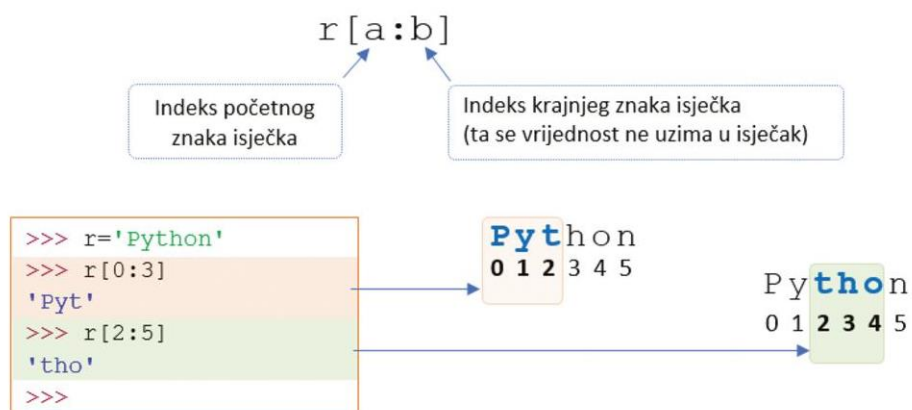 r[a:b]
Indeks početnog
znaka isječka
Indeks krajnjeg znaka isječka
(ta se vrijednost ne uzima u isječak)
>>> r='Python'
>>> r[0:3]
'Pyt'
>>> r[2:5]
'tho'
>>>
Python
0 1 2 3 4 5
Python
0 1 2 3 4 5